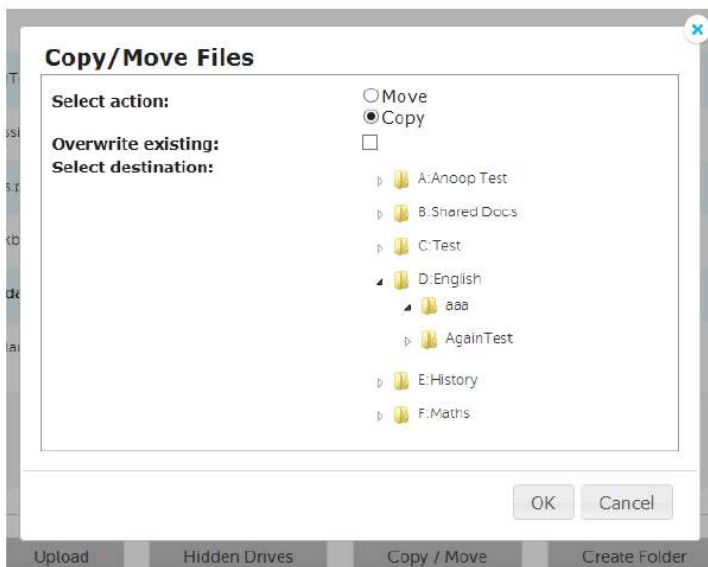 Copy/Move Files
Select action:
Move
Copy
Overwrite existing:
Select destination:
A:Anoop Test
B:Shared Docs
C:Test
D:English
aaa
AgainTest
E:History
F:Maths
OK Cancel
Upload Hidden Drives Copy / Move Create Folder